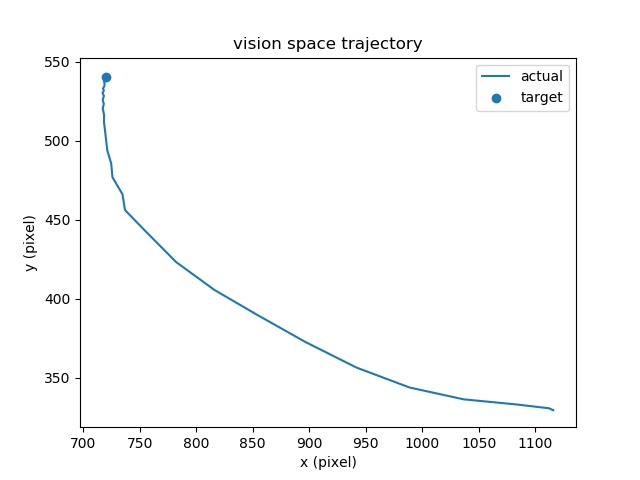 vision space trajectory
550
500
450
400
350
y (pixel)
actual
target
700 750 800 850 900 950 1000 1050 1100
x (pixel)